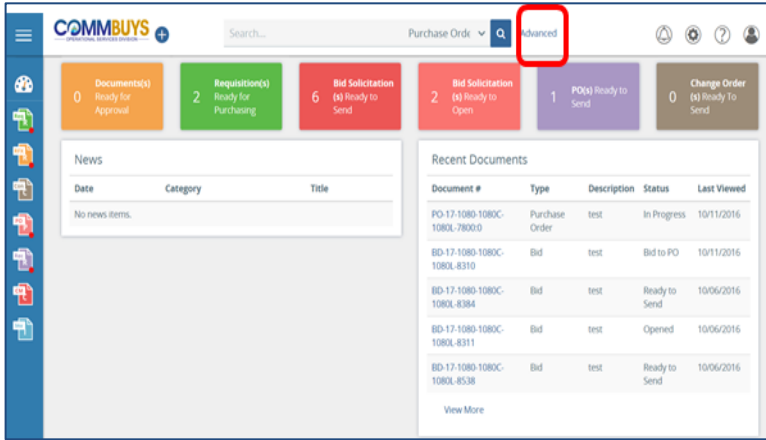 COMMBUYS
OPERATIONAL SERVICES DIVISION
Search...
Purchase Orde
Advanced
0 Documents(s) Ready for Approval
2 Requisition(s) Ready for Purchasing
6 Bid Solicitation (s) Ready to Send
2 Bid Solicitation (s) Ready to Open
1 PO(s) Ready to Send
0 Change Order (s) Ready To Send
News
Date Category Title
No news items.
Recent Documents
Document # Type Description Status Last Viewed
PO-17-1080-1080C- Purchase test In Progress 10/11/2016
1080L-7800:0 Order
BD-17-1080-1080C- Bid test Bid to PO 10/11/2016
1080L-8310
BD-17-1080-1080C- Bid test Ready to 10/06/2016
1080L-8384 Send
BD-17-1080-1080C- Bid test Opened 10/06/2016
1080L-8311
BD-17-1080-1080C- Bid test Ready to 10/06/2016
1080L-8538 Send
View More